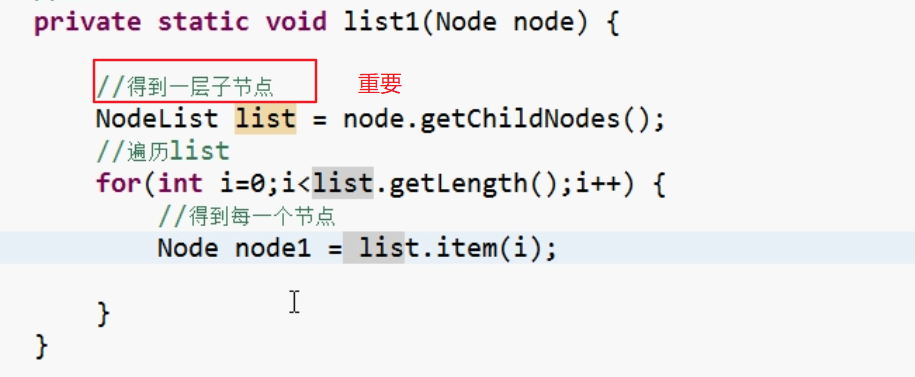 private static void list1(Node node) {
//得到一层子节点 重要
NodeList list = node.getChildNodes();
//遍历list
for(int i=0;i<list.getLength();i++) {
//得到每一个节点
Node node1 = list.item(i);
}
}